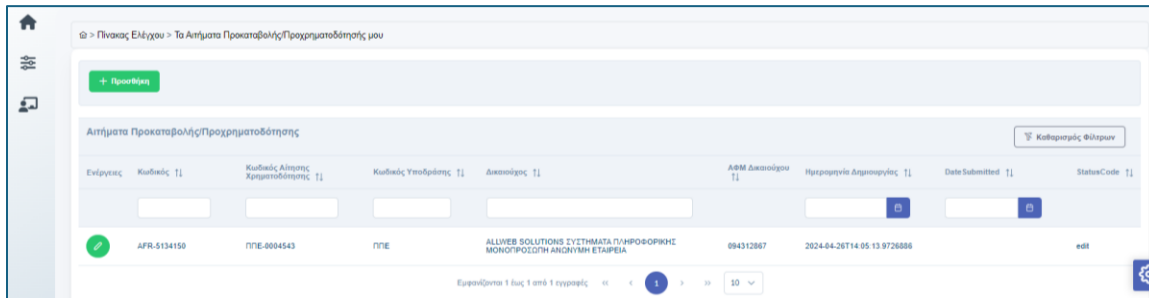 > Πίνακας Ελέγχου > Τα Αιτήματα Προκαταβολής/Προχρηματοδότησής μου
+ Προσθήκη
Αιτήματα Προκαταβολής/Προχρηματοδότησης
Καθαρισμός Φίλτρων
Ενέργειες Κωδικός ↑↓ Κωδικός Αίτησης Χρηματοδότησης ↑↓ Κωδικός Υποδράσης ↑↓ Δικαιούχος ↑↓ ΑΦΜ Δικαιούχου ↑↓ Ημερομηνία Δημιουργίας ↑↓ DateSubmitted ↑↓ StatusCode ↑↓
AFR-5134150 ΠΠΕ-0004543 ΠΠΕ ALLWEB SOLUTIONS ΣΥΣΤΗΜΑΤΑ ΠΛΗΡΟΦΟΡΙΚΗΣ ΜΟΝΟΠΡΟΣΩΠΗ ΑΝΩΝΥΜΗ ΕΤΑΙΡΕΙΑ 094312867 2024-04-26T14:05:13.9726886 edit
Εμφανίζονται 1 έως 1 από 1 εγγραφές « ‹ 1 › » 10